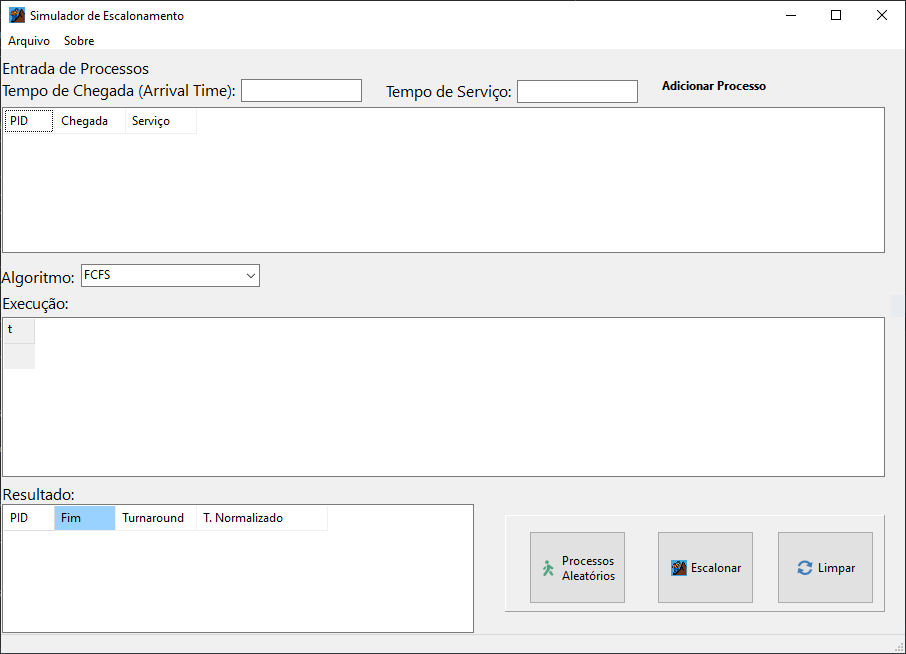 Simulador de Escalonamento
Arquivo Sobre
Entrada de Processos
Tempo de Chegada (Arrival Time): Tempo de Serviço: Adicionar Processo
PID Chegada Serviço
Algoritmo: FCFS
Execução:
t
Resultado:
PID Fim Turnaround T. Normalizado
Processos
Aleatórios
Escalonar
Limpar